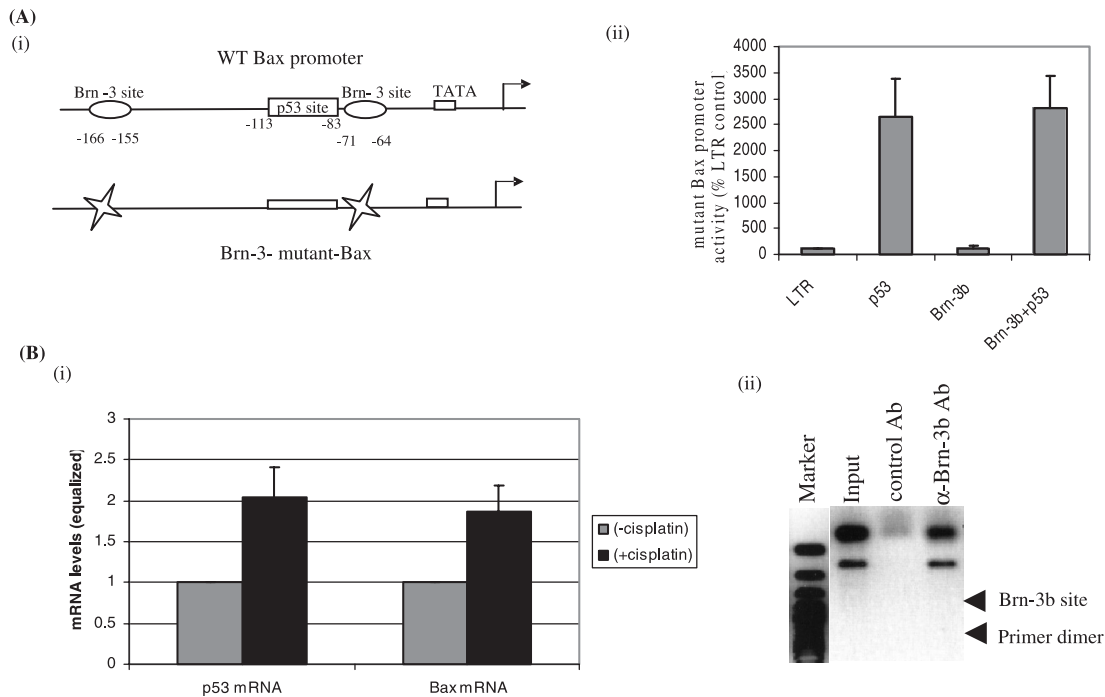 (A)
(i)
WT Bax promoter
Brn -3 site
p53 site
Brn- 3 site
TATA
-166 -155
-113
-83
-71 -64
Brn-3- mutant-Bax
(ii)
mutant Bax promoter
activity (% LTR control)
4000
3500
3000
2500
2000
1500
1000
500
0
LTR
p53
Brn-3b
Brn-3b+p53
(B)
(i)
mRNA levels (equalized)
3
2.5
2
1.5
1
0.5
0
p53 mRNA
Bax mRNA
(-cisplatin)
(+cisplatin)
(ii)
Marker
Input
control Ab
α-Brn-3b Ab
Brn-3b site
Primer dimer